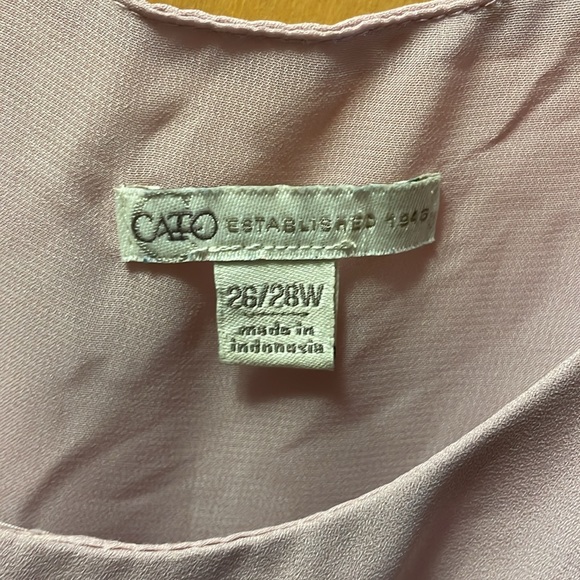 CATO ESTABLISHED 1946
26/28W
made in
indonesia